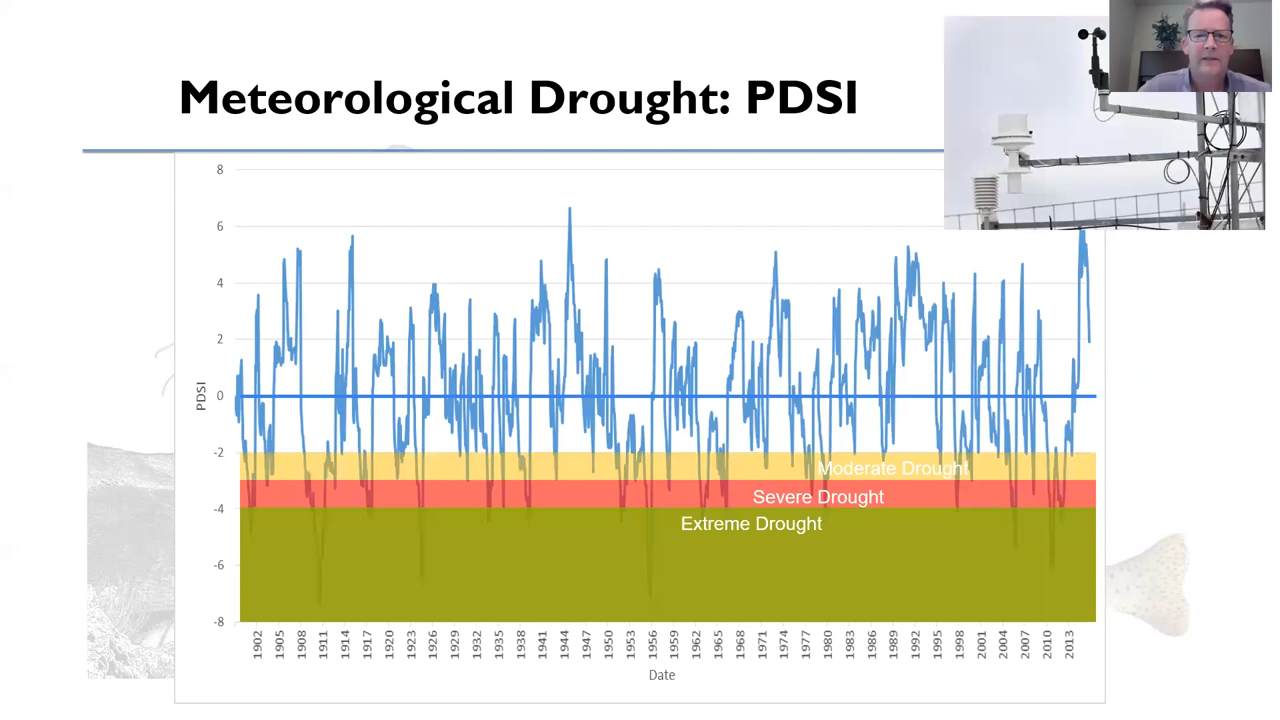 Meteorological Drought: PDSI
8
6
4
2
0
-2
-4
-6
-8
PDSI
Moderate Drought
Severe Drought
Extreme Drought
1902 1905 1908 1911 1914 1917 1920 1923 1926 1929 1932 1935 1938 1941 1944 1947 1950 1953 1956 1959 1962 1965 1968 1971 1974 1977 1980 1983 1986 1989 1992 1995 1998 2001 2004 2007 2010 2013
Date